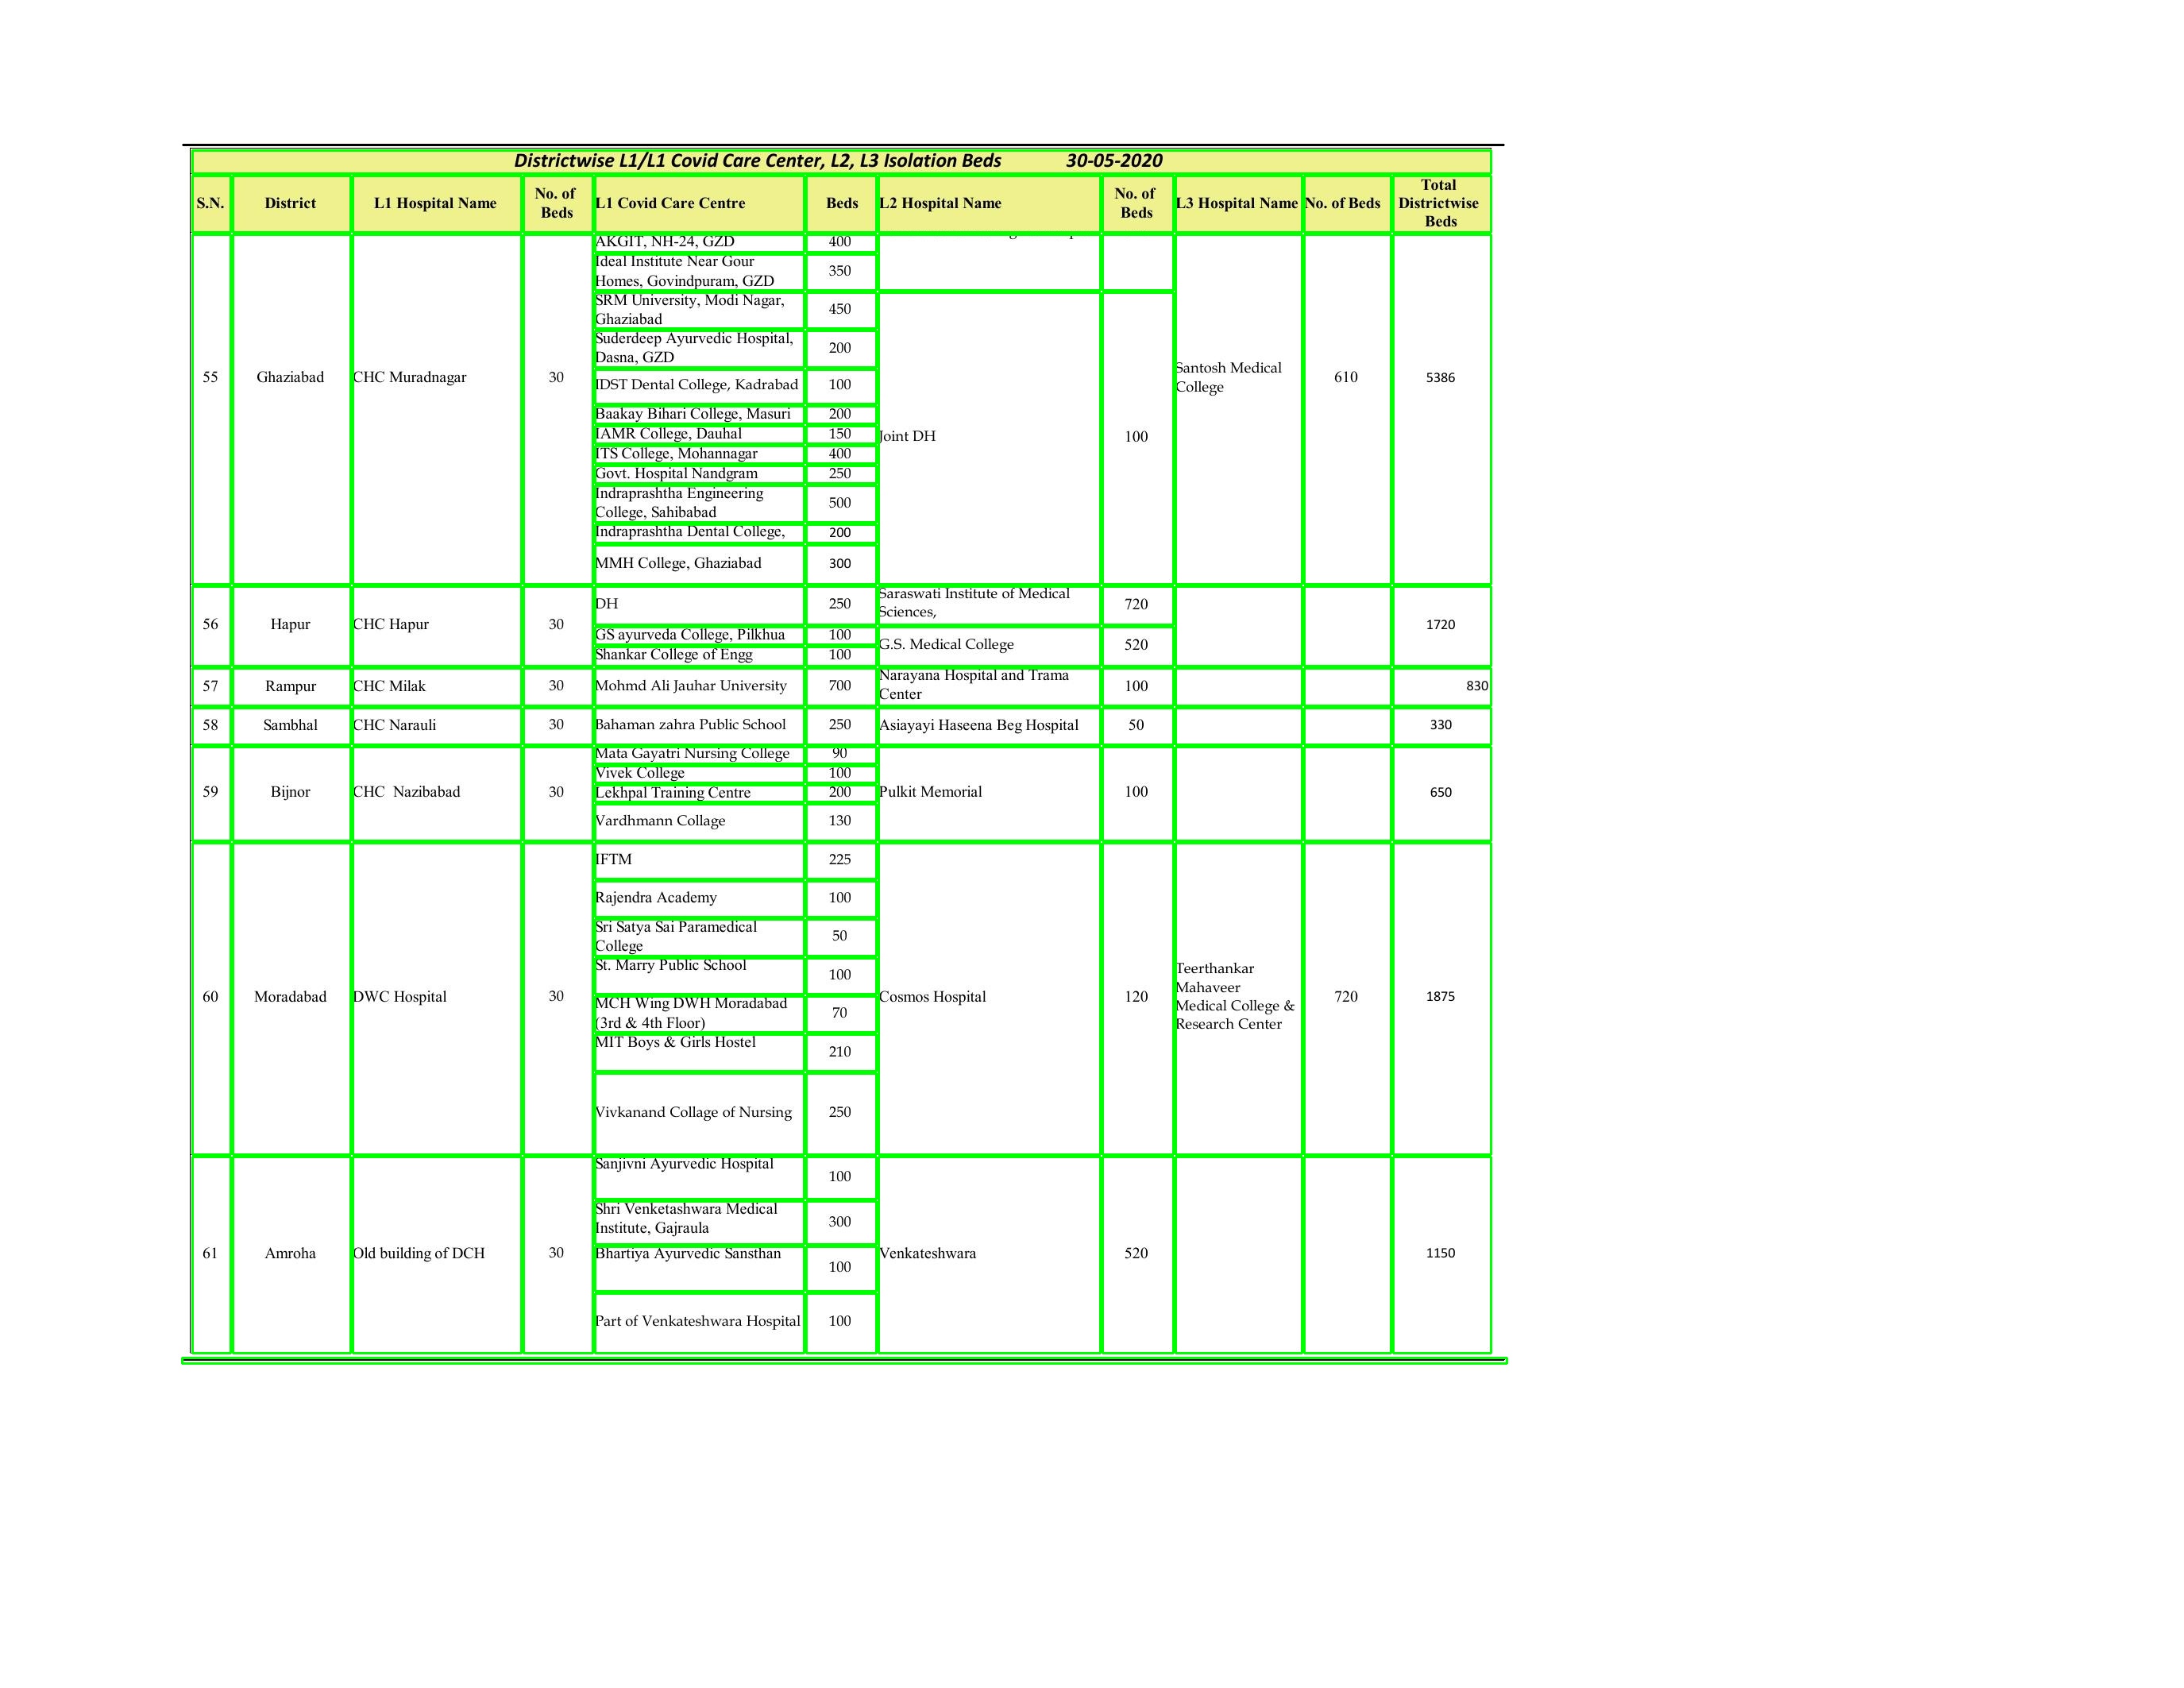 Districtwise L1/L1 Covid Care Center, L2, L3 Isolation Beds 30-05-2020
S.N. District L1 Hospital Name No. of Beds L1 Covid Care Centre Beds L2 Hospital Name No. of Beds L3 Hospital Name No. of Beds Total Districtwise Beds
AKGIT, NH-24, GZD 400
Ideal Institute Near Gour
Homes, Govindpuram, GZD 350
SRM University, Modi Nagar,
Ghaziabad 450
Suderdeep Ayurvedic Hospital,
Dasna, GZD 200
55 Ghaziabad CHC Muradnagar 30 IDST Dental College, Kadrabad 100 Santosh Medical College 610 5386
Baakay Bihari College, Masuri 200
IAMR College, Dauhal 150 Joint DH 100
ITS College, Mohannagar 400
Govt. Hospital Nandgram 250
Indraprashtha Engineering
College, Sahibabad 500
Indraprashtha Dental College, 200
MMH College, Ghaziabad 300
DH 250 Saraswati Institute of Medical Sciences, 720
56 Hapur CHC Hapur 30 1720
GS ayurveda College, Pilkhua 100 G.S. Medical College 520
Shankar College of Engg 100
57 Rampur CHC Milak 30 Mohmd Ali Jauhar University 700 Narayana Hospital and Trama Center 100 830
58 Sambhal CHC Narauli 30 Bahaman zahra Public School 250 Asiayayi Haseena Beg Hospital 50 330
Mata Gayatri Nursing College 90
Vivek College 100
59 Bijnor CHC Nazibabad 30 Lekhpal Training Centre 200 Pulkit Memorial 100 650
Vardhmann Collage 130
IFTM 225
Rajendra Academy 100
Sri Satya Sai Paramedical
College 50
St. Marry Public School 100
60 Moradabad DWC Hospital 30 MCH Wing DWH Moradabad (3rd & 4th Floor) 70 Cosmos Hospital 120 Teerthankar Mahaveer Medical College & Research Center 720 1875
MIT Boys & Girls Hostel 210
Vivkanand Collage of Nursing 250
Sanjivni Ayurvedic Hospital 100
Shri Venketashwara Medical
Institute, Gajraula 300
61 Amroha Old building of DCH 30 Bhartiya Ayurvedic Sansthan 100 Venkateshwara 520 1150
Part of Venkateshwara Hospital 100